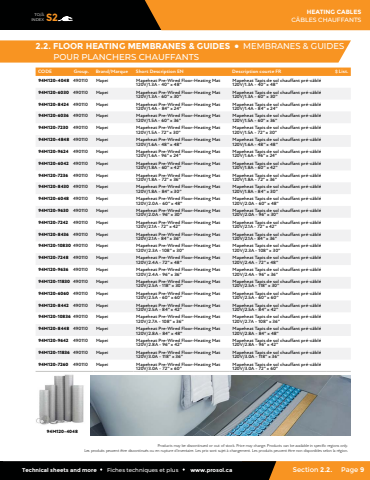 TOC
INDEX S2
HEATING CABLES
CÂBLES CHAUFFANTS
2.2. FLOOR HEATING MEMBRANES & GUIDES • MEMBRANES & GUIDES
POUR PLANCHERS CHAUFFANTS
CODE Group. Brand/Marque Short Description EN Description courte FR $ List.
94M120-4048 490110 Mapei Mapeheat Pre-Wired Floor-Heating Mat Mapeheat Tapis de sol chauffant pré-câblé
120V/1.3A - 40" x 48" 120V/1.3A - 40" x 48"
94M120-6030 490110 Mapei Mapeheat Pre-Wired Floor-Heating Mat Mapeheat Tapis de sol chauffant pré-câblé
120V/1.3A - 60" x 30" 120V/1.3A - 60" x 30"
94M120-8424 490110 Mapei Mapeheat Pre-Wired Floor-Heating Mat Mapeheat Tapis de sol chauffant pré-câblé
120V/1.4A - 84" x 24" 120V/1.4A - 84" x 24"
94M120-6036 490110 Mapei Mapeheat Pre-Wired Floor-Heating Mat Mapeheat Tapis de sol chauffant pré-câblé
120V/1.5A - 60" x 36" 120V/1.5A - 60" x 36"
94M120-7230 490110 Mapei Mapeheat Pre-Wired Floor-Heating Mat Mapeheat Tapis de sol chauffant pré-câblé
120V/1.5A - 72" x 30" 120V/1.5A - 72" x 30"
94M120-4848 490110 Mapei Mapeheat Pre-Wired Floor-Heating Mat Mapeheat Tapis de sol chauffant pré-câblé
120V/1.6A - 48" x 48" 120V/1.6A - 48" x 48"
94M120-9624 490110 Mapei Mapeheat Pre-Wired Floor-Heating Mat Mapeheat Tapis de sol chauffant pré-câblé
120V/1.6A - 96" x 24" 120V/1.6A - 96" x 24"
94M120-6042 490110 Mapei Mapeheat Pre-Wired Floor-Heating Mat Mapeheat Tapis de sol chauffant pré-câblé
120V/1.8A - 60" x 42" 120V/1.8A - 60" x 42"
94M120-7236 490110 Mapei Mapeheat Pre-Wired Floor-Heating Mat Mapeheat Tapis de sol chauffant pré-câblé
120V/1.8A - 72" x 36" 120V/1.8A - 72" x 36"
94M120-8430 490110 Mapei Mapeheat Pre-Wired Floor-Heating Mat Mapeheat Tapis de sol chauffant pré-câblé
120V/1.8A - 84" x 30" 120V/1.8A - 84" x 30"
94M120-6048 490110 Mapei Mapeheat Pre-Wired Floor-Heating Mat Mapeheat Tapis de sol chauffant pré-câblé
120V/2.0A - 60" x 48" 120V/2.0A - 60" x 48"
94M120-9630 490110 Mapei Mapeheat Pre-Wired Floor-Heating Mat Mapeheat Tapis de sol chauffant pré-câblé
120V/2.0A - 96" x 30" 120V/2.0A - 96" x 30"
94M120-7242 490110 Mapei Mapeheat Pre-Wired Floor-Heating Mat Mapeheat Tapis de sol chauffant pré-câblé
120V/2.1A - 72" x 42" 120V/2.1A - 72" x 42"
94M120-8436 490110 Mapei Mapeheat Pre-Wired Floor-Heating Mat Mapeheat Tapis de sol chauffant pré-câblé
120V/2.1A - 84" x 36" 120V/2.1A - 84" x 36"
94M120-10830 490110 Mapei Mapeheat Pre-Wired Floor-Heating Mat Mapeheat Tapis de sol chauffant pré-câblé
120V/2.3A - 108" x 30" 120V/2.3A - 108" x 30"
94M120-7248 490110 Mapei Mapeheat Pre-Wired Floor-Heating Mat Mapeheat Tapis de sol chauffant pré-câblé
120V/2.4A - 72" x 48" 120V/2.4A - 72" x 48"
94M120-9636 490110 Mapei Mapeheat Pre-Wired Floor-Heating Mat Mapeheat Tapis de sol chauffant pré-câblé
120V/2.4A - 96" x 36" 120V/2.4A - 96" x 36"
94M120-11830 490110 Mapei Mapeheat Pre-Wired Floor-Heating Mat Mapeheat Tapis de sol chauffant pré-câblé
120V/2.5A - 118" x 30" 120V/2.5A - 118" x 30"
94M120-6060 490110 Mapei Mapeheat Pre-Wired Floor-Heating Mat Mapeheat Tapis de sol chauffant pré-câblé
120V/2.5A - 60" x 60" 120V/2.5A - 60" x 60"
94M120-8442 490110 Mapei Mapeheat Pre-Wired Floor-Heating Mat Mapeheat Tapis de sol chauffant pré-câblé
120V/2.5A - 84" x 42" 120V/2.5A - 84" x 42"
94M120-10836 490110 Mapei Mapeheat Pre-Wired Floor-Heating Mat Mapeheat Tapis de sol chauffant pré-câblé
120V/2.7A - 108" x 36" 120V/2.7A - 108" x 36"
94M120-8448 490110 Mapei Mapeheat Pre-Wired Floor-Heating Mat Mapeheat Tapis de sol chauffant pré-câblé
120V/2.8A - 84" x 48" 120V/2.8A - 84" x 48"
94M120-9642 490110 Mapei Mapeheat Pre-Wired Floor-Heating Mat Mapeheat Tapis de sol chauffant pré-câblé
120V/2.8A - 96" x 42" 120V/2.8A - 96" x 42"
94M120-11836 490110 Mapei Mapeheat Pre-Wired Floor-Heating Mat Mapeheat Tapis de sol chauffant pré-câblé
120V/3.0A - 118" x 36" 120V/3.0A - 118" x 36"
94M120-7260 490110 Mapei Mapeheat Pre-Wired Floor-Heating Mat Mapeheat Tapis de sol chauffant pré-câblé
120V/3.0A - 72" x 60" 120V/3.0A - 72" x 60"
94M120-4048
Products may be discontinued or out of stock. Price may change. Products can be available in specific regions only.
Les produits peuvent être discontinués ou en rupture d'inventaire. Les prix sont sujets à changement. Les produits peuvent être non disponibles selon la région.
Technical sheets and more • Fiches techniques et plus • www.prosol.ca Section 2.2. Page 9